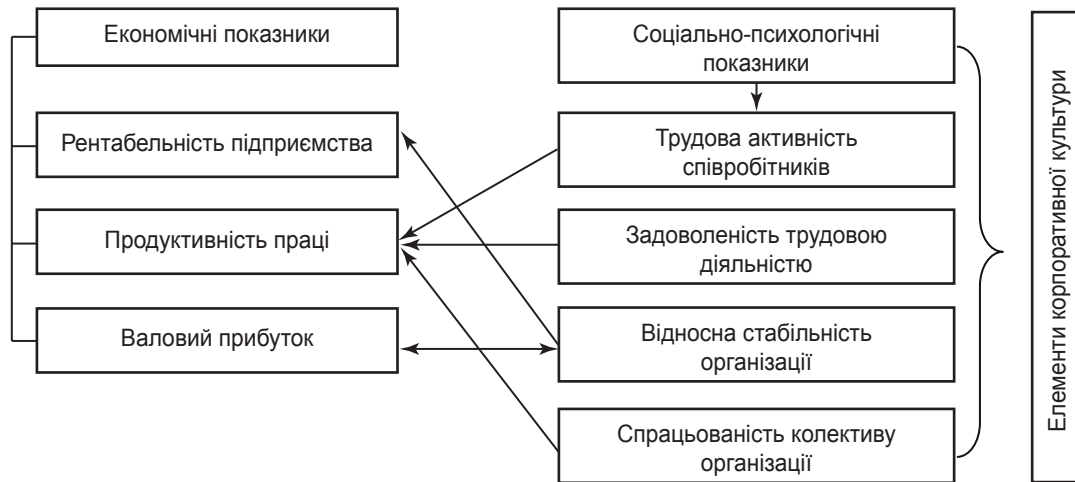 Економічні показники
Рентабельність підприємства
Продуктивність праці
Валовий прибуток
Соціально-психологічні
показники
Трудова активність
співробітників
Задоволеність трудовою
діяльністю
Відносна стабільність
організації
Спрацьованість колективу
організації
Елементи корпоративної культури